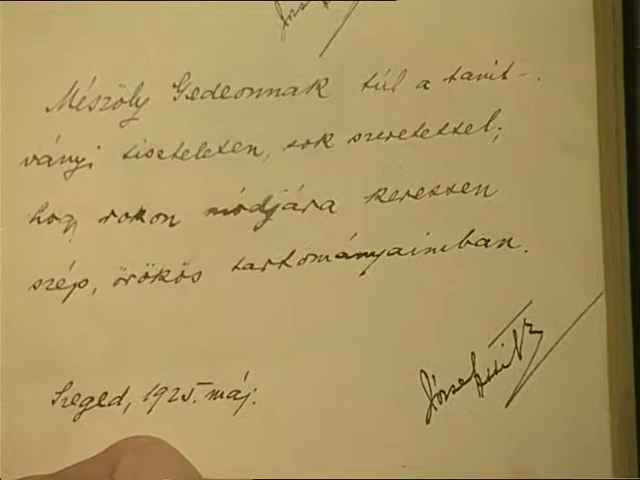 József
Mészöly Gedeonnak túl a tanít-
ványi tiszteleten, sok szeretettel;
hogy rokon módjára keressen
szép, örökös tartományaimban.
József Attila
Szeged, 1925. máj.